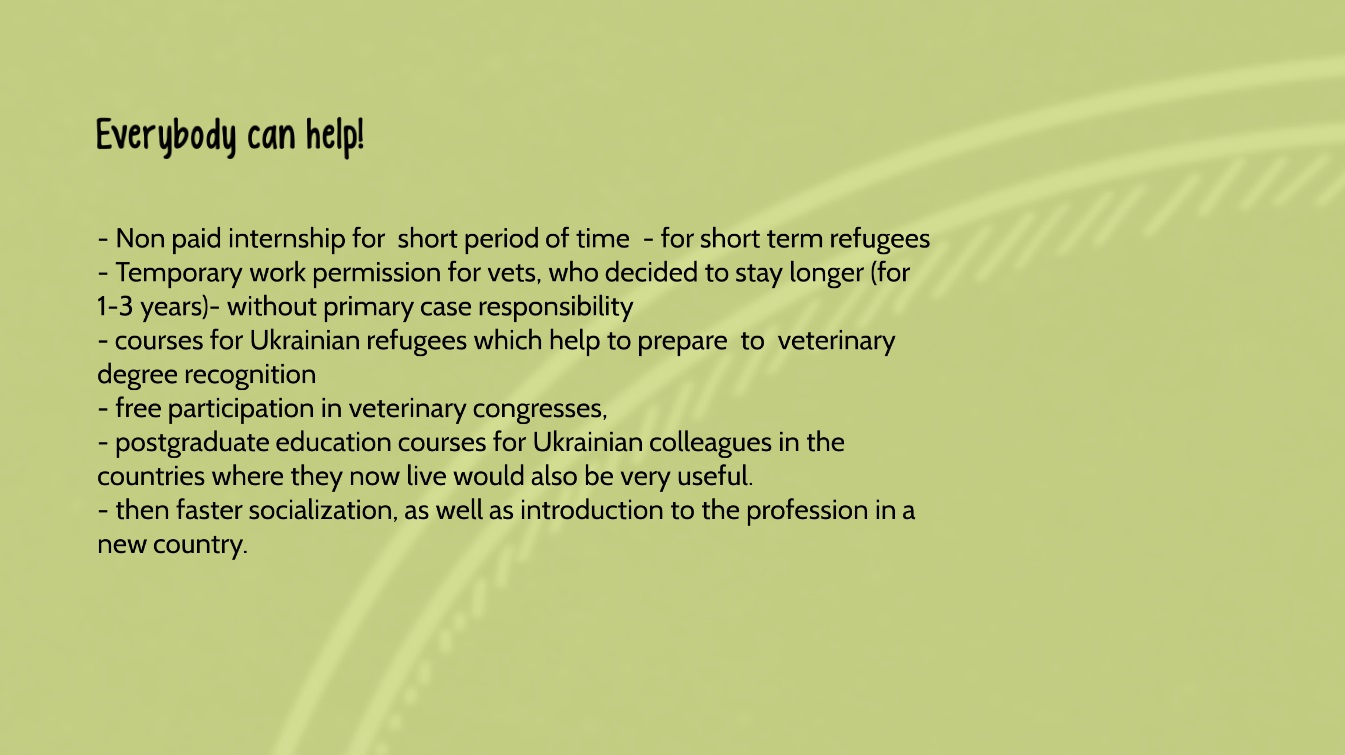 Everybody can help!
- Non paid internship for  short period of time  - for short term refugees
- Temporary work permission for vets, who decided to stay longer (for
1-3 years)- without primary case responsibility
- courses for Ukrainian refugees which help to prepare  to  veterinary
degree recognition
- free participation in veterinary congresses,
- postgraduate education courses for Ukrainian colleagues in the
countries where they now live would also be very useful.
- then faster socialization, as well as introduction to the profession in a
new country.